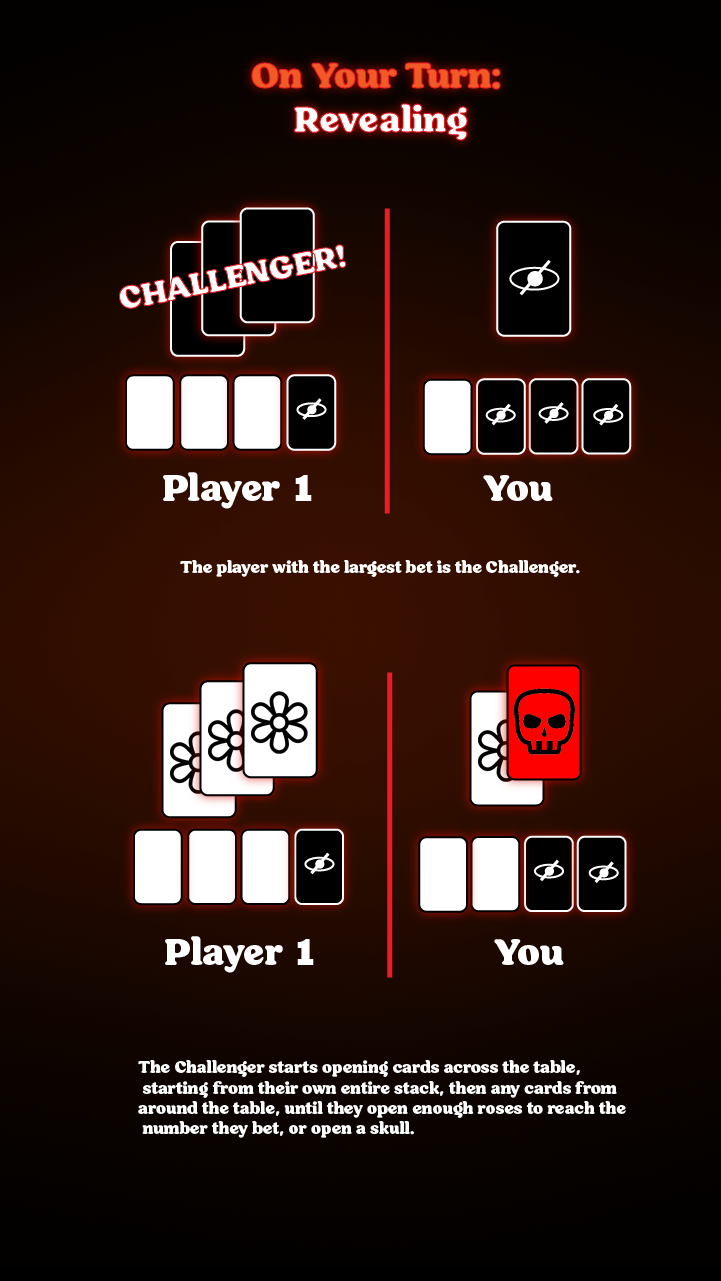 On Your Turn:
Revealing
CHALLENGER!
Player 1
You
The player with the largest bet is the Challenger.
Player 1
You
The Challenger starts opening cards across the table,
starting from their own entire stack, then any cards from
around the table, until they open enough roses to reach the
number they bet, or open a skull.